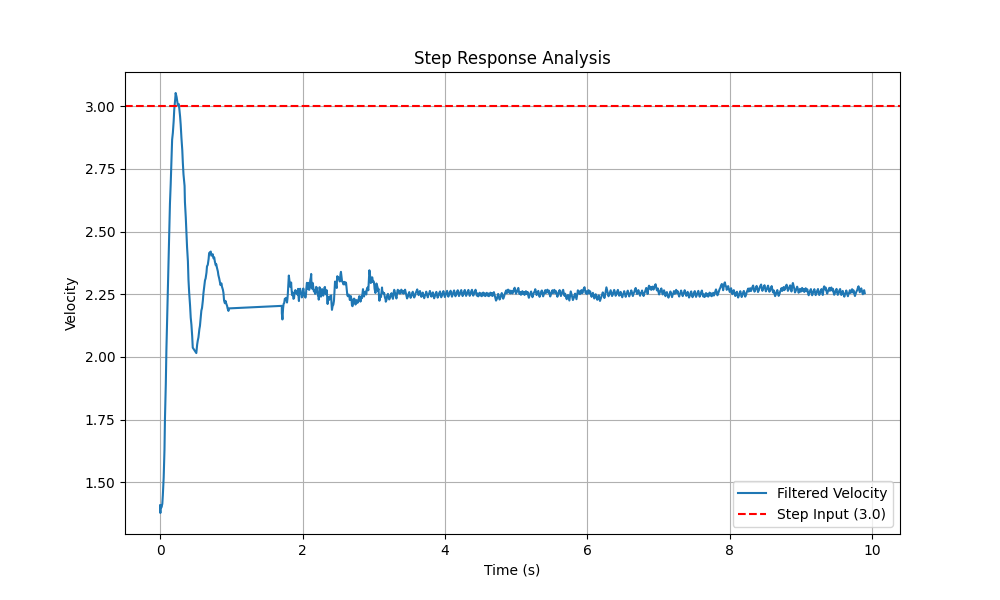 Step Response Analysis
Velocity
3.00
2.75
2.50
2.25
2.00
1.75
1.50
0 2 4 6 8 10
Time (s)
Filtered Velocity
Step Input (3.0)